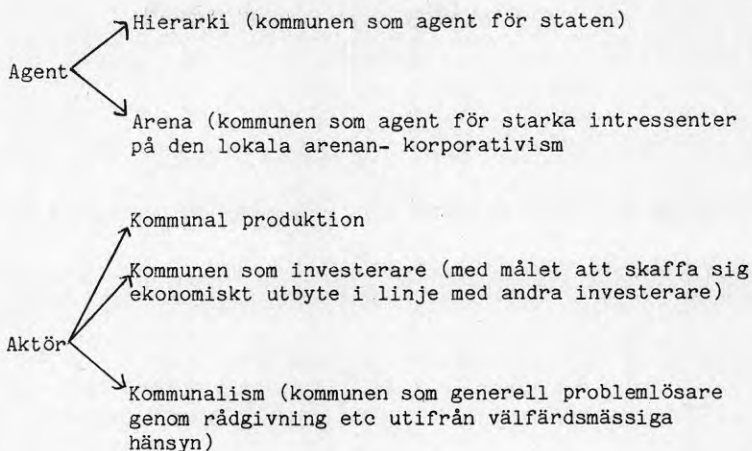 Hierarki (kommunen som agent för staten)
Agent
Arena (kommunen som agent för starka intressenter
på den lokala arenan- korporativism
Kommunal produktion
Kommunen som investerare (med målet att skaffa sig
ekonomiskt utbyte i linje med andra investerare)
Aktör
Kommunalism (kommunen som generell problemlösare
genom rådgivning etc utifrån välfärdsmässiga
hänsyn)